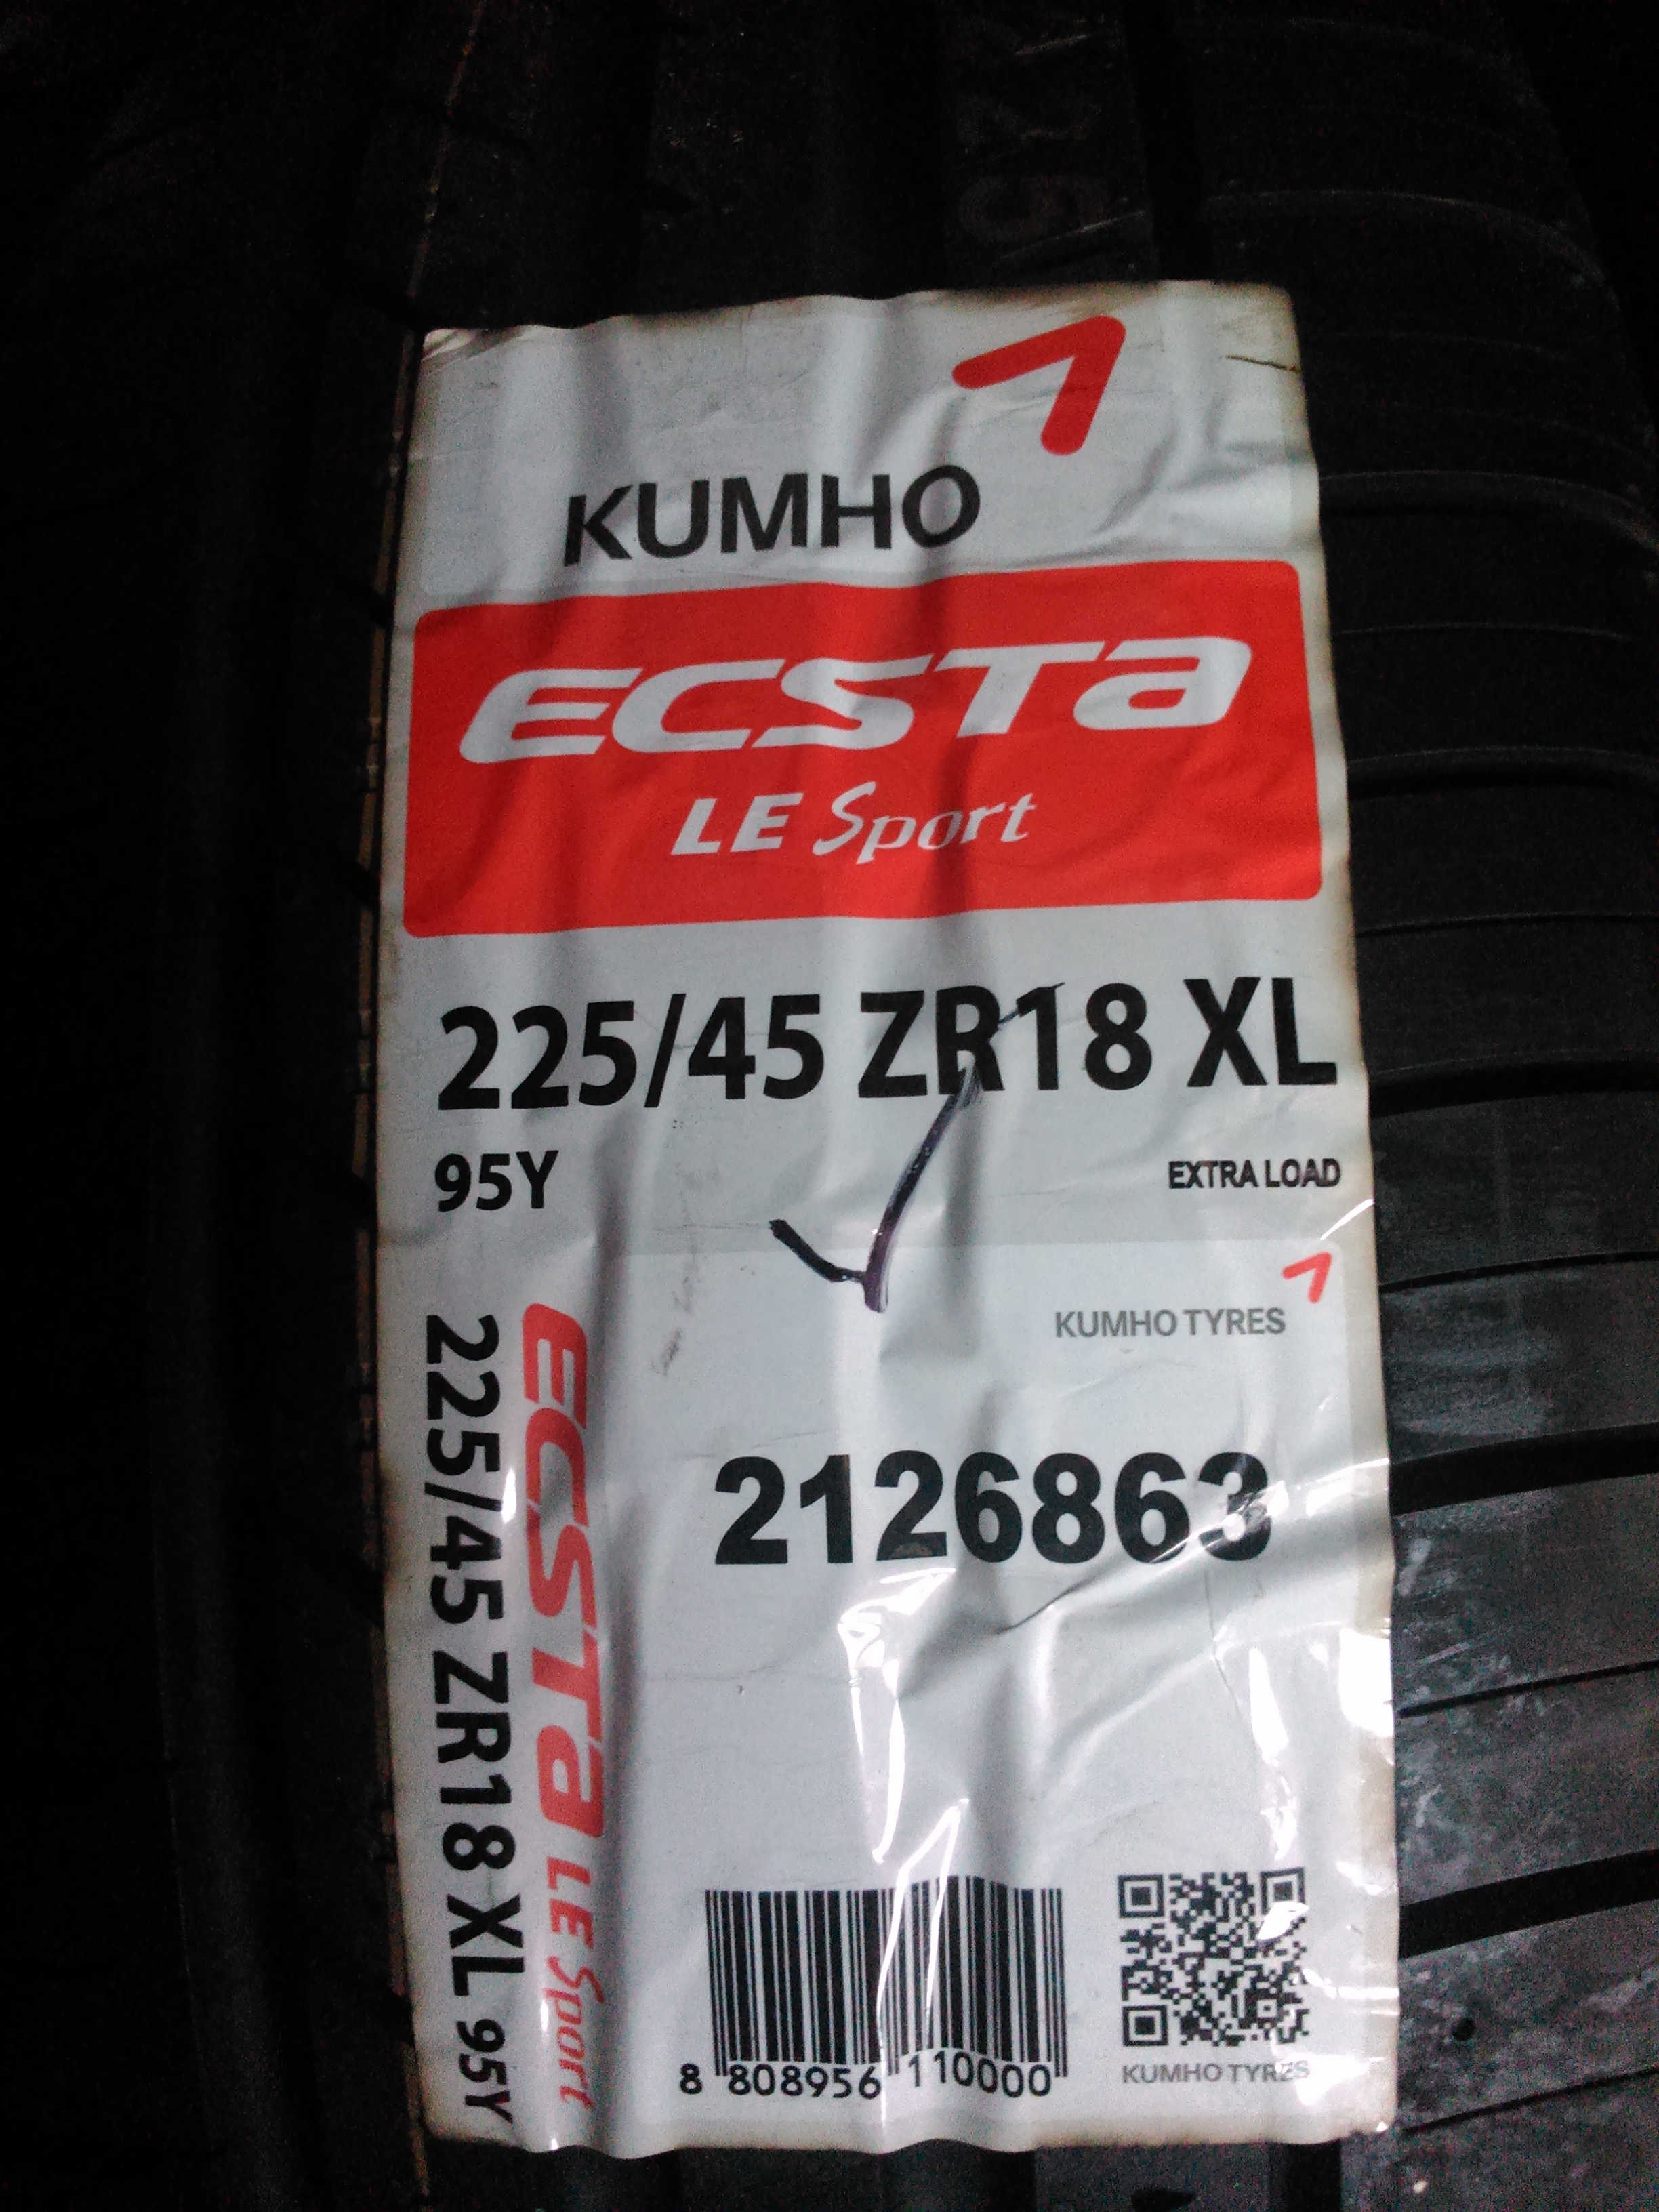 KUMHO
ECSTA
LE Sport
225/45 ZR18 XL
95Y
EXTRA LOAD
KUMHO TYRES
2126863
ECSTA LE Sport
225/45 ZR18 XL 95Y
8 808956 110000
KUMHO TYRES